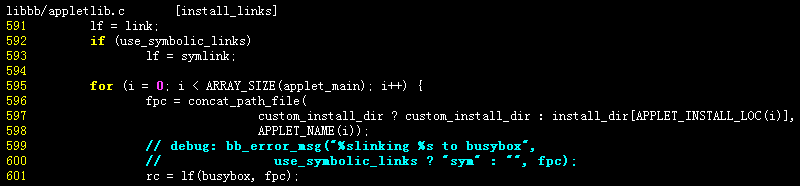 libbb/appletlib.c [install_links]
591 lf = link;
592 if (use_symbolic_links)
593 lf = symlink;
594
595 for (i = 0; i < ARRAY_SIZE(applet_main); i++) {
596 fpc = concat_path_file(
597 custom_install_dir ? custom_install_dir : install_dir[APPLET_INSTALL_LOC(i)],
598 APPLET_NAME(i));
599 // debug: bb_error_msg("%slinking %s to busybox",
600 // use_symbolic_links ? "sym" : "", fpc);
601 rc = lf(busybox, fpc);